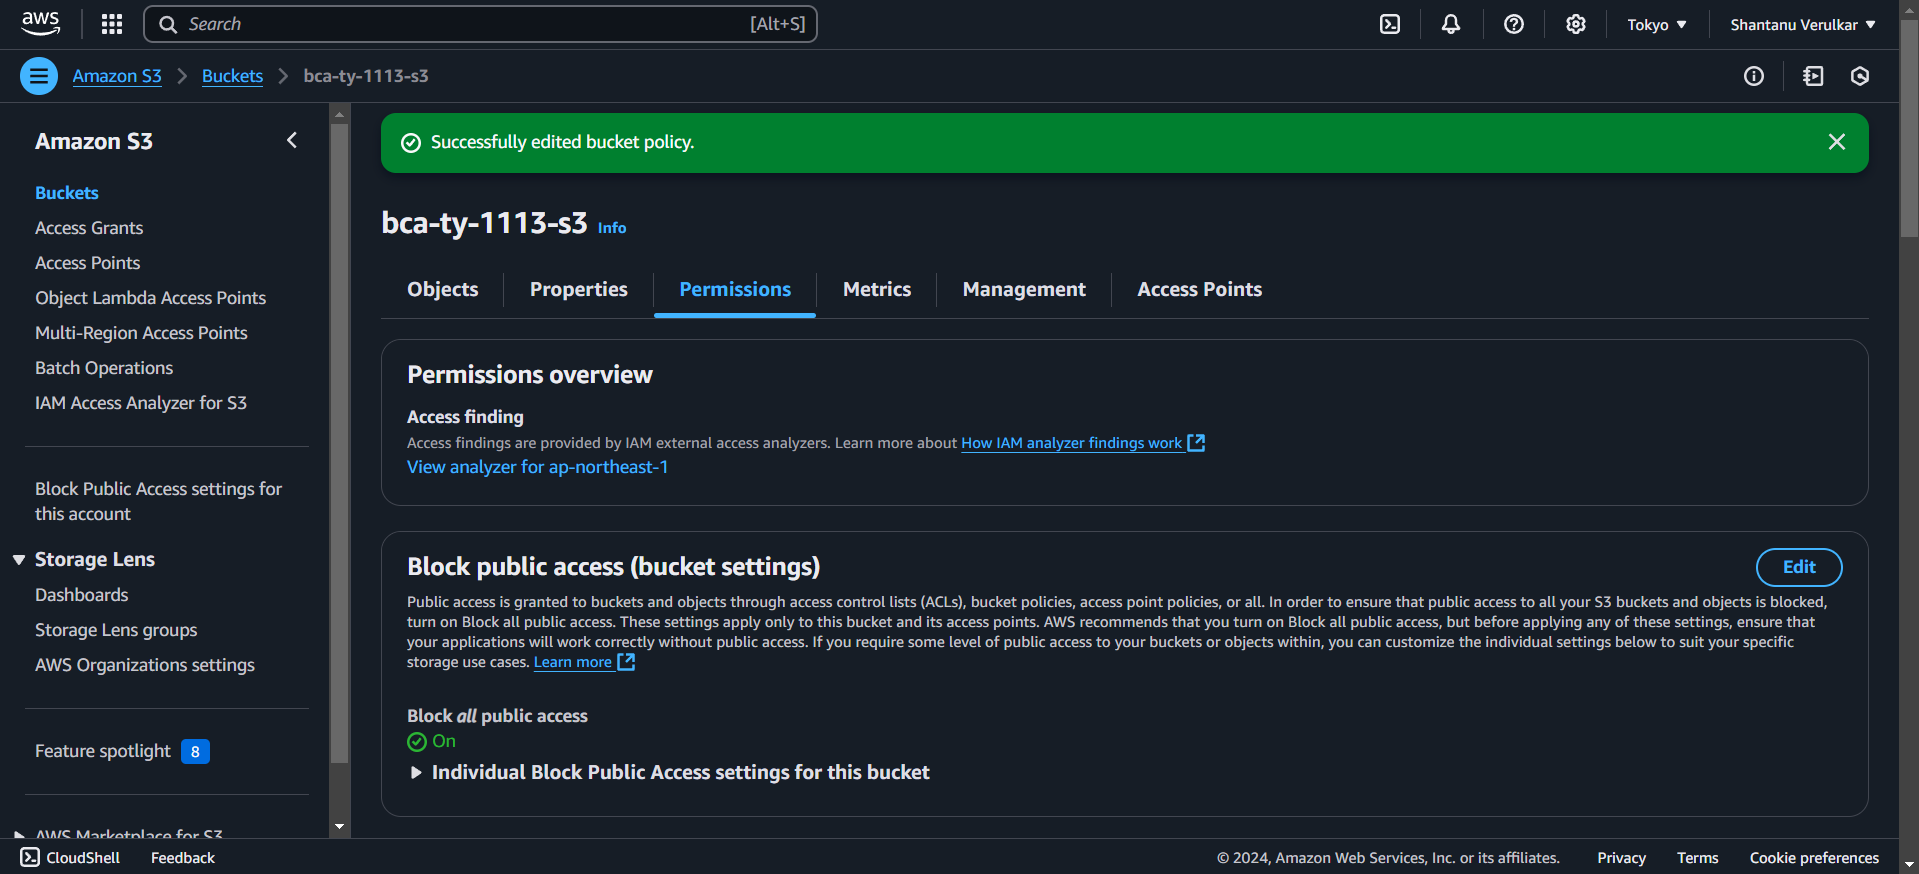 aws
Search [Alt+S]
Tokyo
Shantanu Verulkar
Amazon S3 > Buckets > bca-ty-1113-s3
Amazon S3
Buckets
Access Grants
Access Points
Object Lambda Access Points
Multi-Region Access Points
Batch Operations
IAM Access Analyzer for S3
Block Public Access settings for
this account
Storage Lens
Dashboards
Storage Lens groups
AWS Organizations settings
Feature spotlight 8
AWS Marketplace for S3
Successfully edited bucket policy.
bca-ty-1113-s3 Info
Objects Properties Permissions Metrics Management Access Points
Permissions overview
Access finding
Access findings are provided by IAM external access analyzers. Learn more about How IAM analyzer findings work
View analyzer for ap-northeast-1
Block public access (bucket settings)
Edit
Public access is granted to buckets and objects through access control lists (ACLs), bucket policies, access point policies, or all. In order to ensure that public access to all your S3 buckets and objects is blocked,
turn on Block all public access. These settings apply only to this bucket and its access points. AWS recommends that you turn on Block all public access, but before applying any of these settings, ensure that
your applications will work correctly without public access. If you require some level of public access to your buckets or objects within, you can customize the individual settings below to suit your specific
storage use cases. Learn more
Block all public access
On
Individual Block Public Access settings for this bucket
CloudShell Feedback
© 2024, Amazon Web Services, Inc. or its affiliates. Privacy Terms Cookie preferences